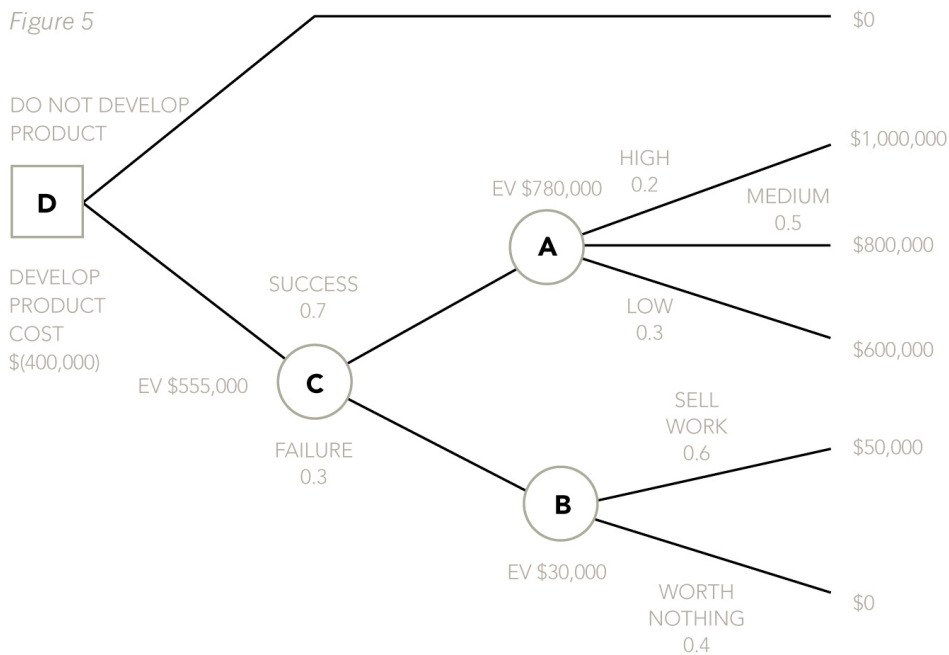 Figure 5
$0
DO NOT DEVELOP
PRODUCT
D
DEVELOP
PRODUCT
COST
$(400,000)
SUCCESS
0.7
EV $555,000
C
FAILURE
0.3
EV $780,000
A
HIGH
0.2
$1,000,000
MEDIUM
0.5
$800,000
LOW
0.3
$600,000
SELL
WORK
0.6
$50,000
B
EV $30,000
WORTH
NOTHING
0.4
$0